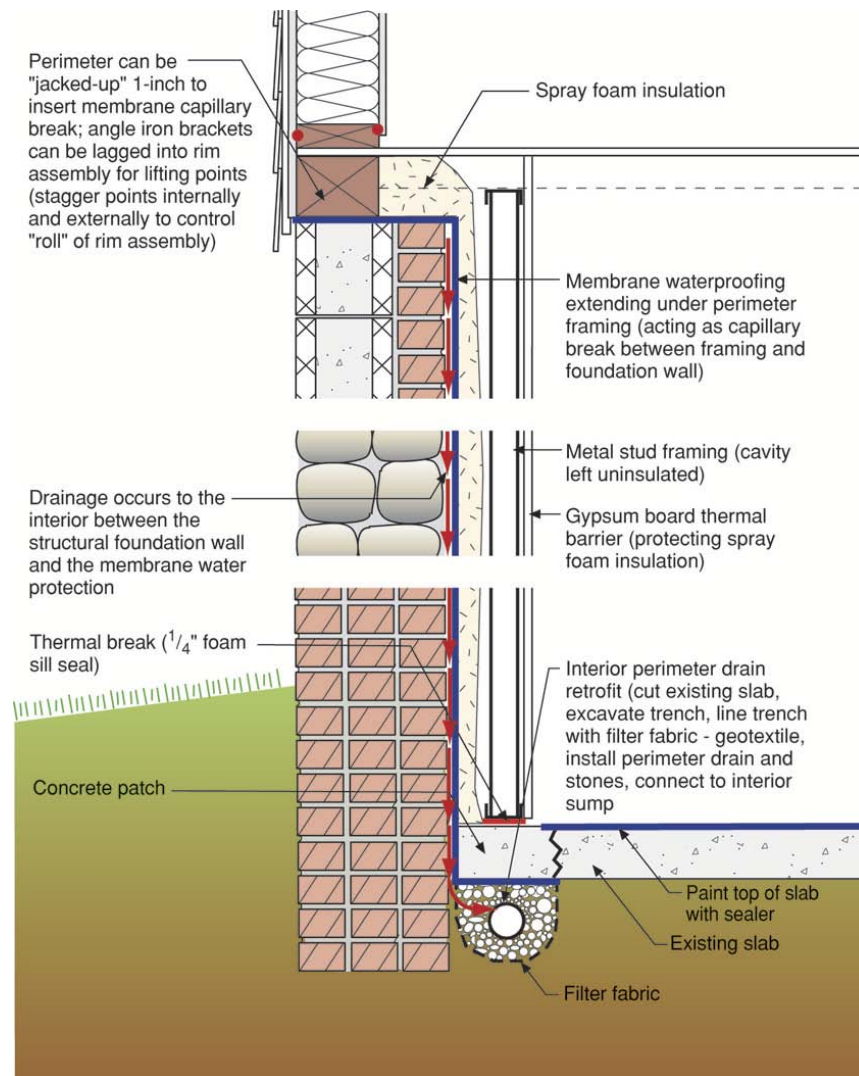 Perimeter can be
"jacked-up" 1-inch to
insert membrane capillary
break; angle iron brackets
can be lagged into rim
assembly for lifting points
(stagger points internally
and externally to control
"roll" of rim assembly)
Spray foam insulation
Membrane waterproofing
extending under perimeter
framing (acting as capillary
break between framing and
foundation wall)
Metal stud framing (cavity
left uninsulated)
Drainage occurs to the
interior between the
structural foundation wall
and the membrane water
protection
Gypsum board thermal
barrier (protecting spray
foam insulation)
Thermal break (1/4" foam
sill seal)
Interior perimeter drain
retrofit (cut existing slab,
excavate trench, line trench
with filter fabric - geotextile,
install perimeter drain and
stones, connect to interior
sump
Concrete patch
Paint top of slab
with sealer
Existing slab
Filter fabric